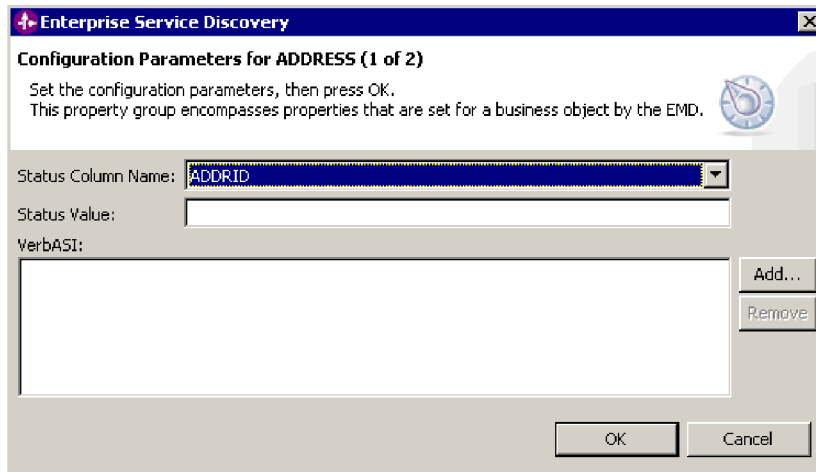 Enterprise Service Discovery
Configuration Parameters for ADDRESS (1 of 2)
Set the configuration parameters, then press OK.
This property group encompasses properties that are set for a business object by the EMD.
Status Column Name: ADDRID
Status Value:
VerbASI:
Add...
Remove
OK Cancel